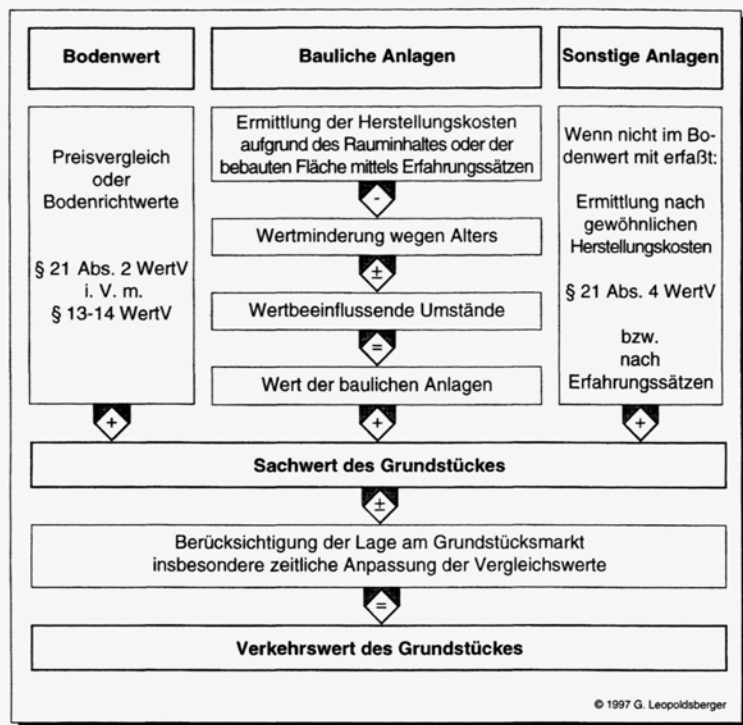 Bodenwert
Preisvergleich
oder
Bodenrichtwerte
§ 21 Abs. 2 WertV
i. V. m.
§ 13-14 WertV
+
Bauliche Anlagen
Ermittlung der Herstellungskosten
aufgrund des Rauminhaltes oder der
bebauten Fläche mittels Erfahrungssätzen
-
Wertminderung wegen Alters
±
Wertbeeinflussende Umstände
=
Wert der baulichen Anlagen
+
Sonstige Anlagen
Wenn nicht im Bo-
denwert mit erfaßt:
Ermittlung nach
gewöhnlichen
Herstellungskosten
§ 21 Abs. 4 WertV
bzw.
nach
Erfahrungssätzen
+
Sachwert des Grundstückes
±
Berücksichtigung der Lage am Grundstücksmarkt
insbesondere zeitliche Anpassung der Vergleichswerte
=
Verkehrswert des Grundstückes
© 1997 G. Leopoldsberger